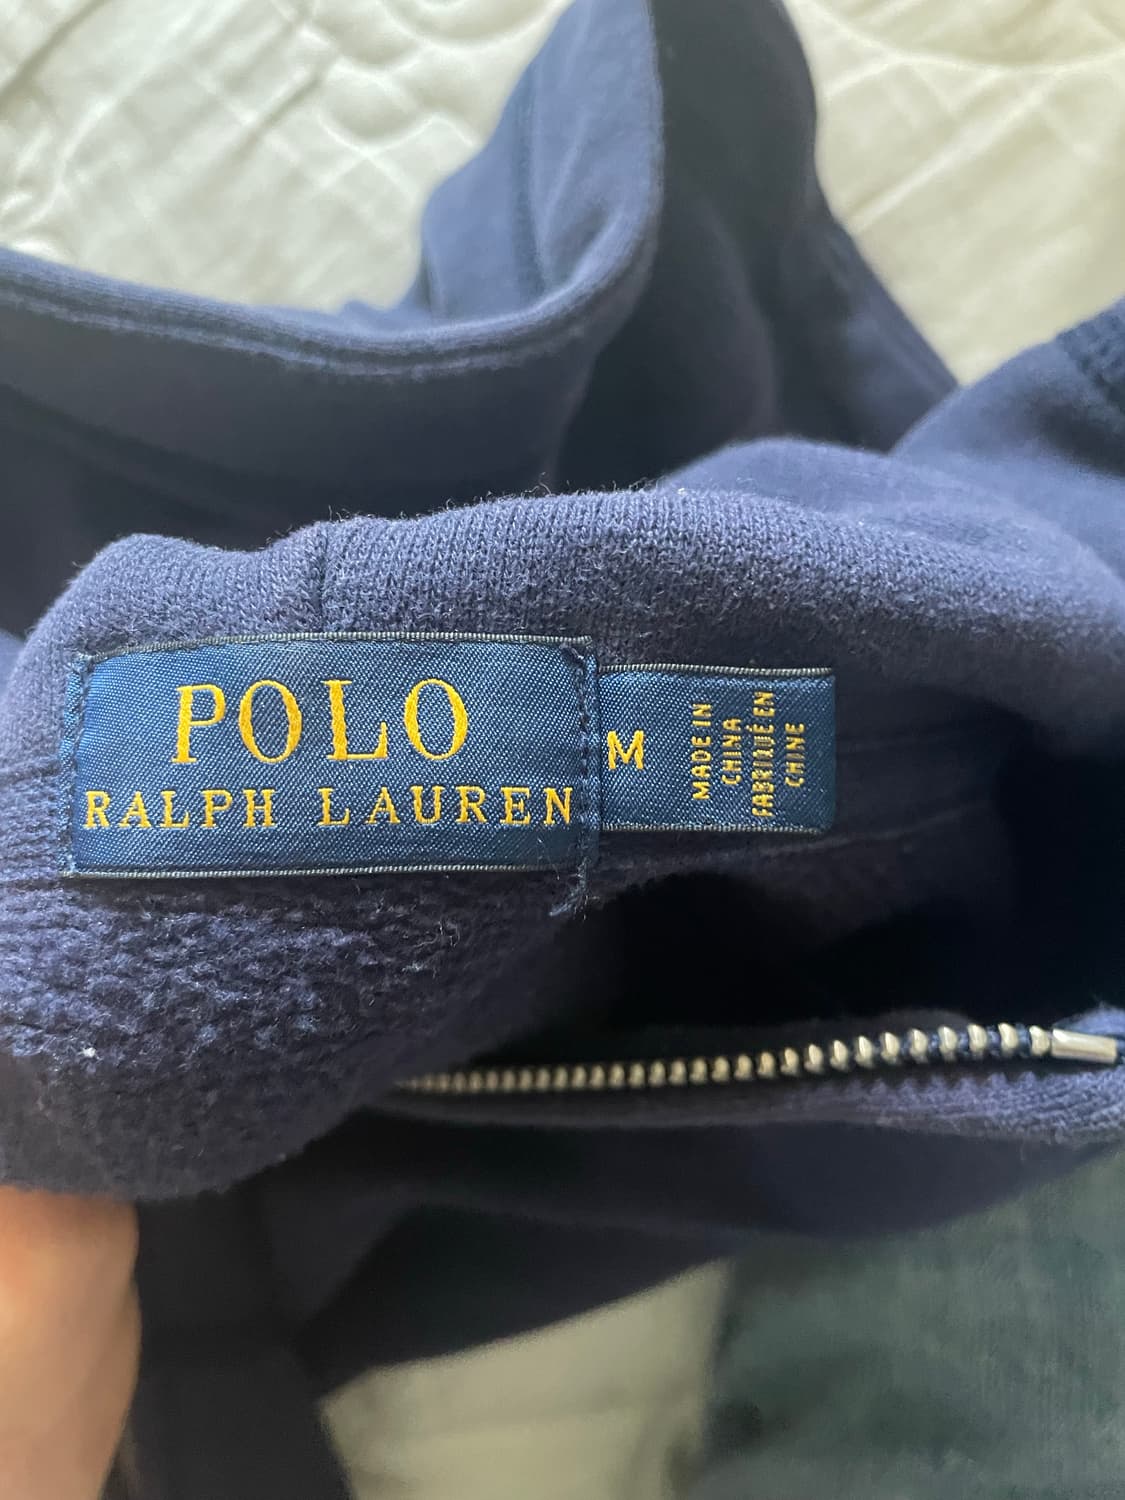 POLO
RALPH LAUREN
M
MADE IN
CHINA
FABRIQUÉ EN
CHINE